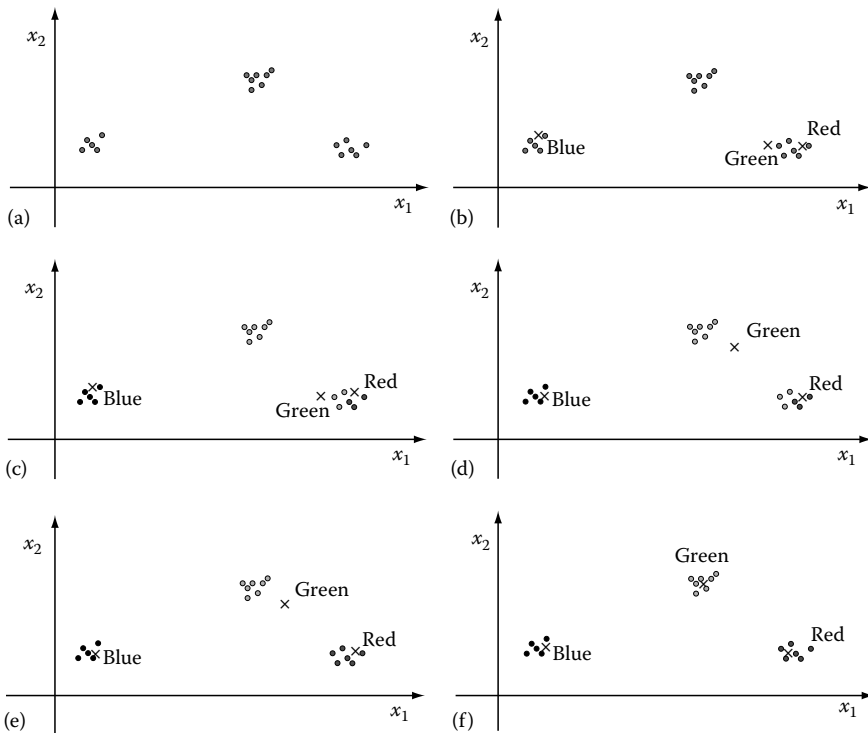 x₂
x₁
(a)
x₂
Blue
Green
Red
x₁
(b)
x₂
Blue
Green
Red
x₁
(c)
x₂
Green
Blue
Red
x₁
(d)
x₂
Green
Blue
Red
x₁
(e)
x₂
Green
Blue
Red
x₁
(f)